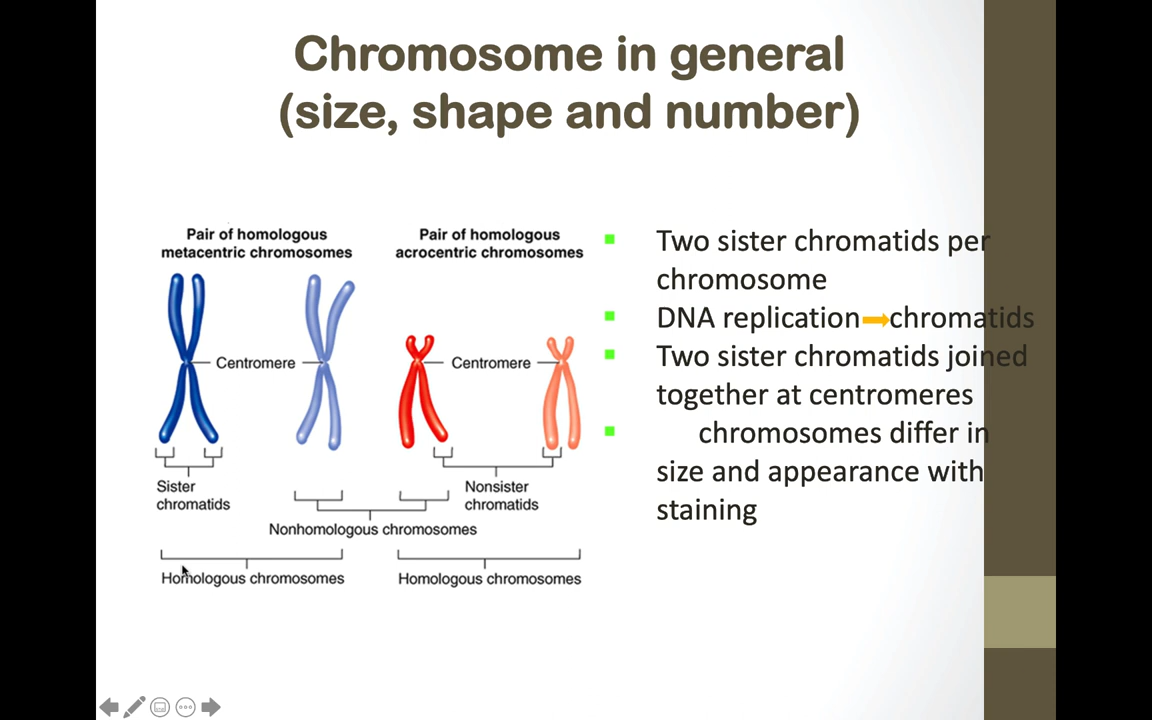 Chromosome in general
(size, shape and number)
Pair of homologous
metacentric chromosomes
Pair of homologous
acrocentric chromosomes
Centromere
Centromere
Sister
chromatids
Nonsister
chromatids
Nonhomologous chromosomes
Homologous chromosomes
Homologous chromosomes
Two sister chromatids per
chromosome
DNA replication chromatids
Two sister chromatids joined
together at centromeres
chromosomes differ in
size and appearance with
staining